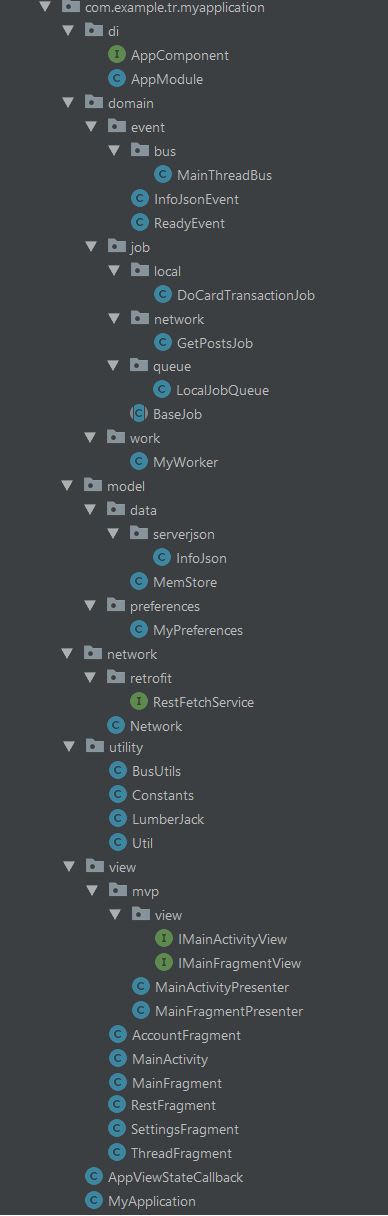 com.example.tr.myapplication
di
AppComponent
AppModule
domain
event
bus
MainThreadBus
InfoJsonEvent
ReadyEvent
job
local
DoCardTransactionJob
network
GetPostsJob
queue
LocalJobQueue
BaseJob
work
MyWorker
model
data
serverjson
InfoJson
MemStore
preferences
MyPreferences
network
retrofit
RestFetchService
Network
utility
BusUtils
Constants
LumberJack
Util
view
mvp
view
IMainActivityView
IMainFragmentView
MainActivityPresenter
MainFragmentPresenter
AccountFragment
MainActivity
MainFragment
RestFragment
SettingsFragment
ThreadFragment
AppViewStateCallback
MyApplication